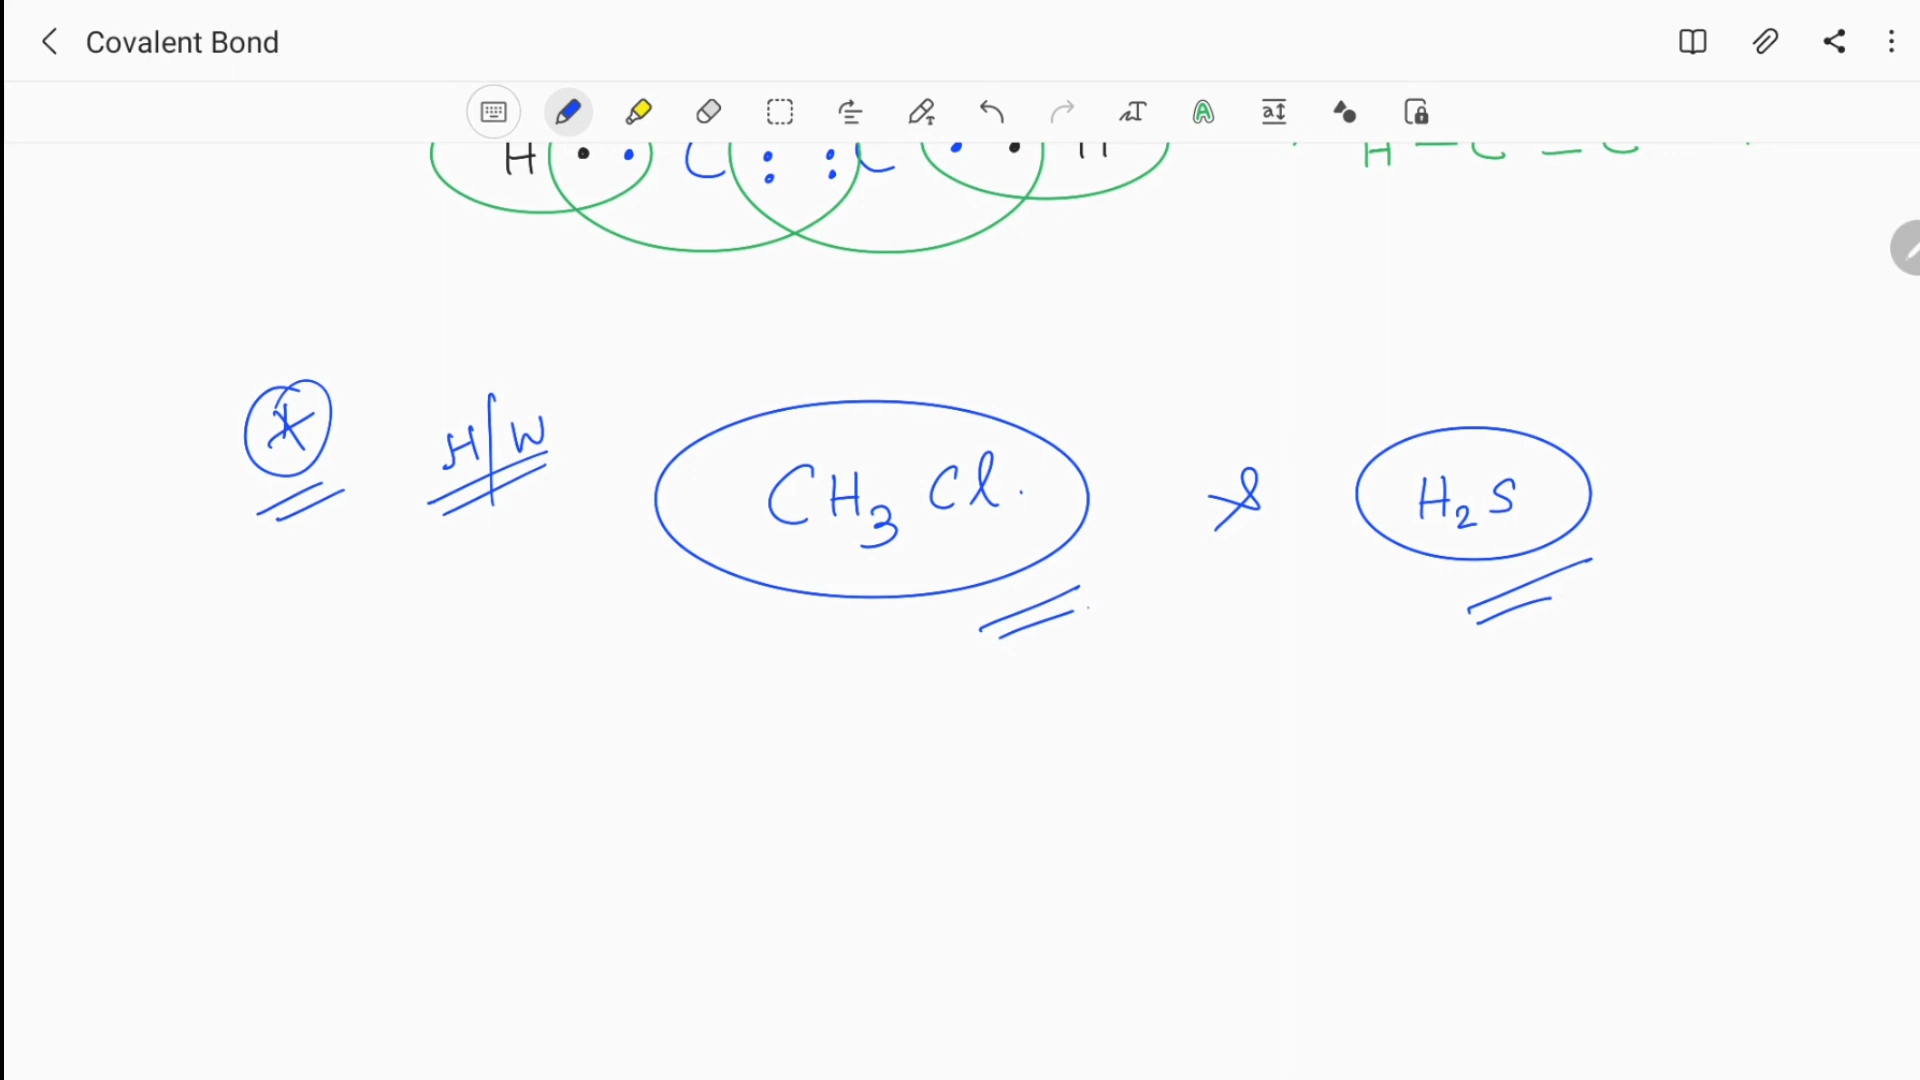 Covalent Bond
H • • C : : C • • H H – C – C
H/W CH₃Cl. & H₂S